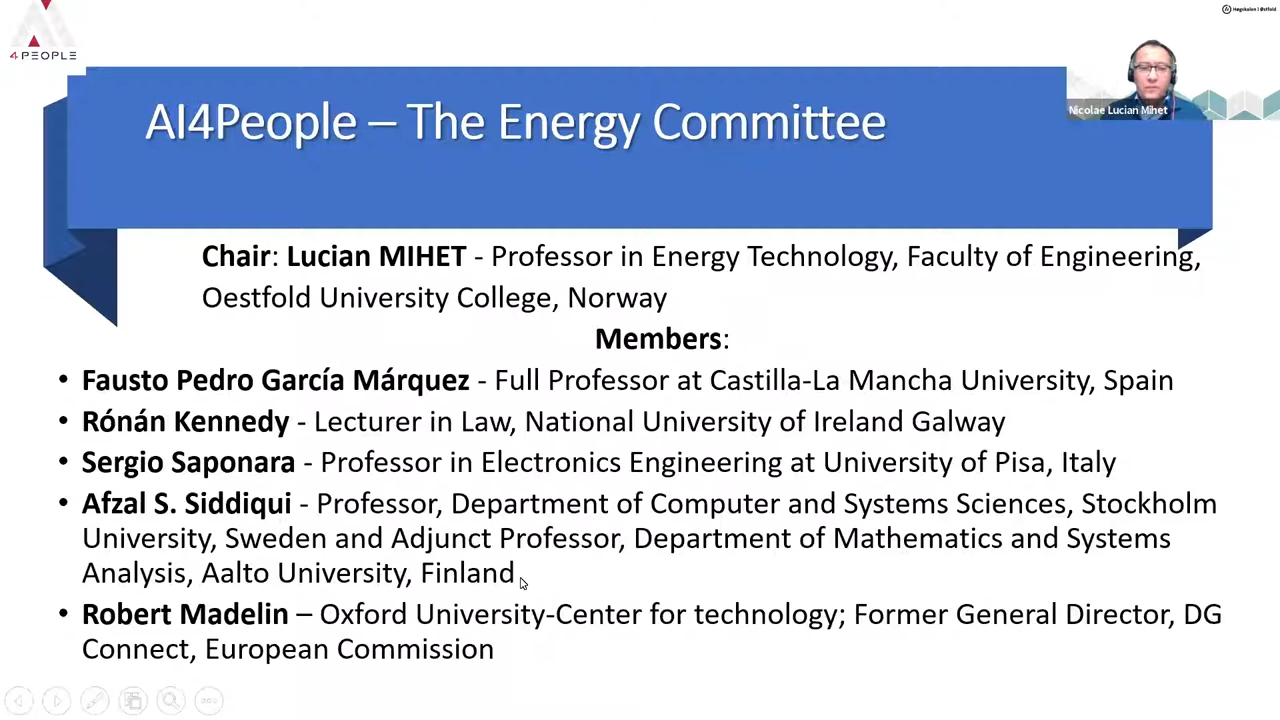 4PEOPLE
Høgskolen i Østfold
AI4People – The Energy Committee
Nicolae Lucian Mihet
Chair: Lucian MIHET - Professor in Energy Technology, Faculty of Engineering,
Oestfold University College, Norway
Members:
• Fausto Pedro García Márquez - Full Professor at Castilla-La Mancha University, Spain
• Rónán Kennedy - Lecturer in Law, National University of Ireland Galway
• Sergio Saponara - Professor in Electronics Engineering at University of Pisa, Italy
• Afzal S. Siddiqui - Professor, Department of Computer and Systems Sciences, Stockholm
University, Sweden and Adjunct Professor, Department of Mathematics and Systems
Analysis, Aalto University, Finland
• Robert Madelin – Oxford University-Center for technology; Former General Director, DG
Connect, European Commission